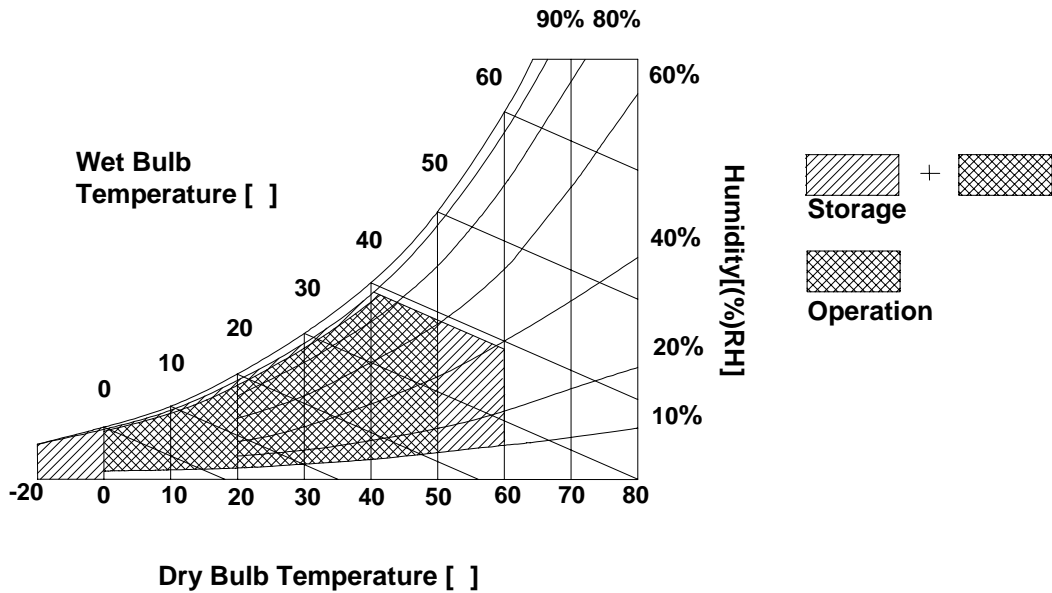 90% 80%
60
60%
50
Wet Bulb
Temperature [ ]
Humidity[(%)RH]
+
Storage
40
40%
30
Operation
20
20%
10
10%
0
-20 0 10 20 30 40 50 60 70 80
Dry Bulb Temperature [ ]